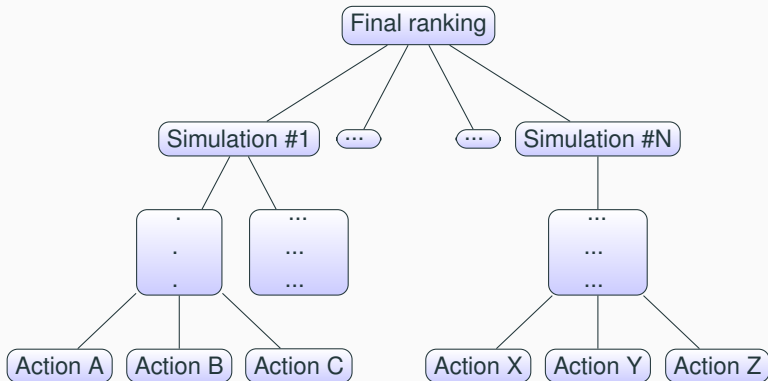 Final ranking
Simulation #1
...
...
Simulation #N
.
.
.
...
...
...
...
...
...
Action A
Action B
Action C
Action X
Action Y
Action Z